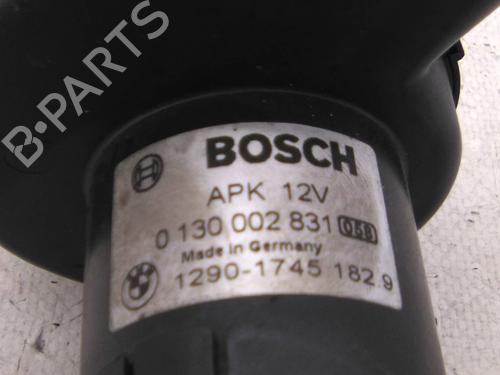 B-PARTS
BOSCH
APK 12V
0 130 002 831 058
Made in Germany
1290-1745 182.9